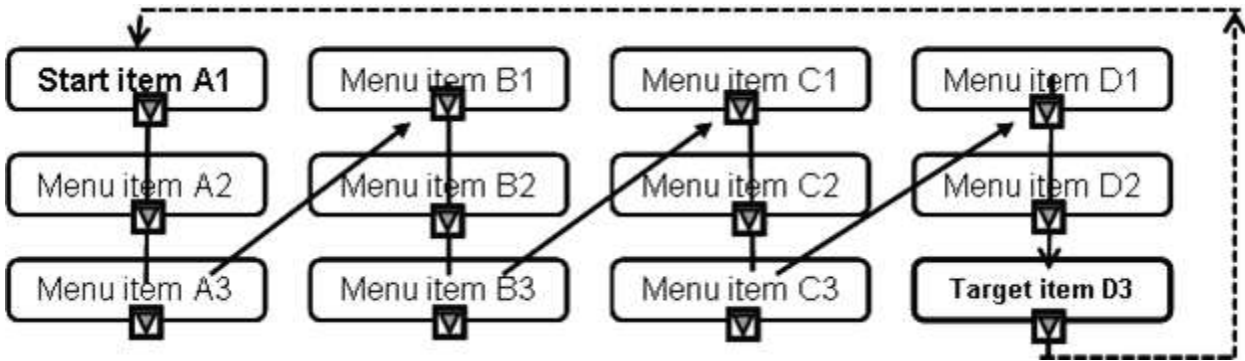 Start item A1 Menu item B1 Menu item C1 Menu item D1
Menu item A2 Menu item B2 Menu item C2 Menu item D2
Menu item A3 Menu item B3 Menu item C3 Target item D3